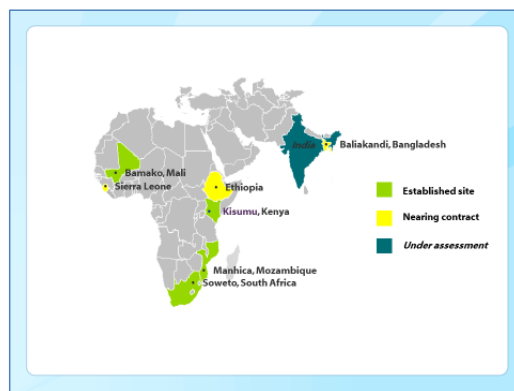 India
Baliakandi, Bangladesh
Bamako, Mali
Sierra Leone
Ethiopia
Kisumu, Kenya
Manhica, Mozambique
Soweto, South Africa
Established site
Nearing contract
Under assessment